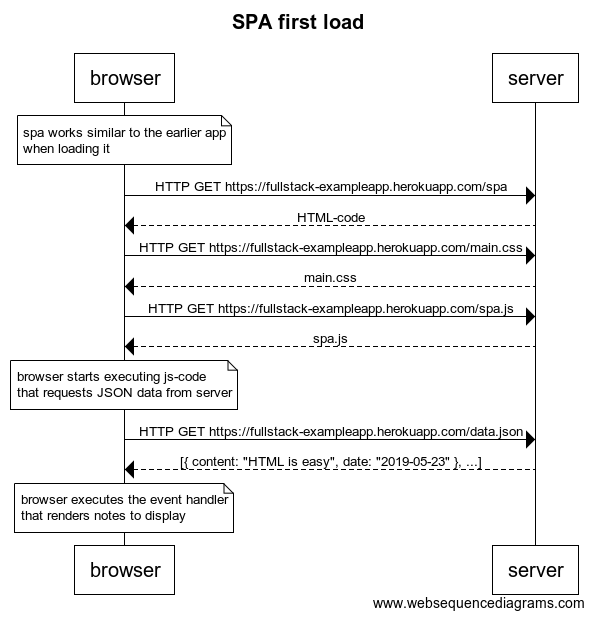 SPA first load
browser
server
spa works similar to the earlier app
when loading it
HTTP GET https://fullstack-exampleapp.herokuapp.com/spa
HTML-code
HTTP GET https://fullstack-exampleapp.herokuapp.com/main.css
main.css
HTTP GET https://fullstack-exampleapp.herokuapp.com/spa.js
spa.js
browser starts executing js-code
that requests JSON data from server
HTTP GET https://fullstack-exampleapp.herokuapp.com/data.json
[{ content: "HTML is easy", date: "2019-05-23" }, ...]
browser executes the event handler
that renders notes to display
browser
server
www.websequencediagrams.com